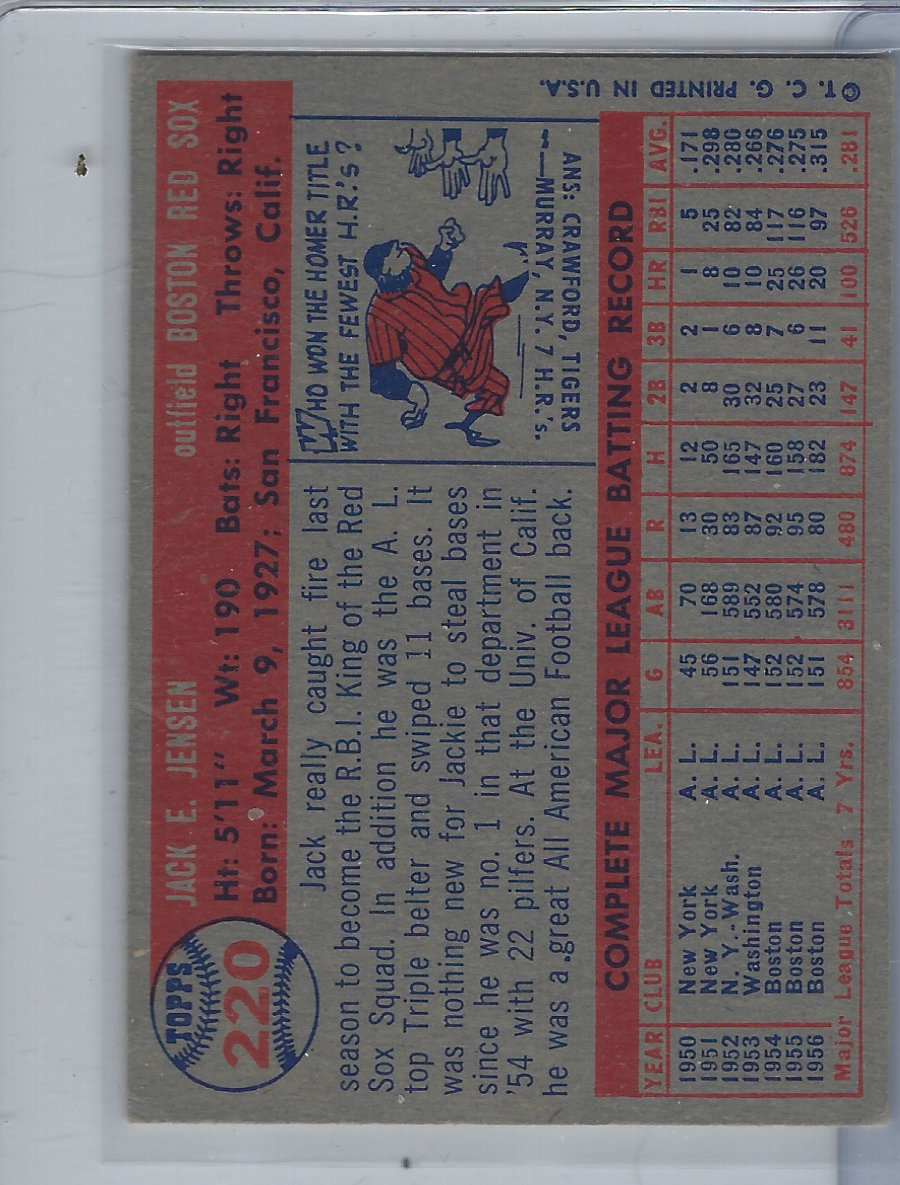 TOPPS
220
JACK E. JENSEN outfield BOSTON RED SOX
Ht: 5'11" Wt: 190 Bats: Right Throws: Right
Born: March 9, 1927; San Francisco, Calif.
Jack really caught fire last
season to become the R.B.I. King of the Red
Sox Squad. In addition he was the A. L.
top Triple belter and swiped 11 bases. It
was nothing new for Jackie to steal bases
since he was no. 1 in that department in
'54 with 22 pilfers. At the Univ. of Calif.
he was a great All American Football back.
WHO WON THE HOMER TITLE
WITH THE FEWEST H.R.'s?
ANS: CRAWFORD, TIGERS
—MURRAY, N.Y. 7 H.R.'s.
COMPLETE MAJOR LEAGUE BATTING RECORD
YEAR CLUB LEA. G AB R H 2B 3B HR RBI AVG.
1950 New York A. L. 45 70 13 12 2 2 1 5 .171
1951 New York A. L. 56 168 30 50 8 1 8 25 .298
1952 N. Y.-Wash. A. L. 151 589 83 165 30 6 10 82 .280
1953 Washington A. L. 147 552 87 147 32 8 10 84 .266
1954 Boston A. L. 152 580 92 160 25 7 25 117 .276
1955 Boston A. L. 152 574 95 158 27 6 26 116 .275
1956 Boston A. L. 151 578 80 182 23 11 20 97 .315
Major League Totals 7 Yrs. 854 3111 480 874 147 41 100 526 .281
© T. C. G. PRINTED IN U.S.A.